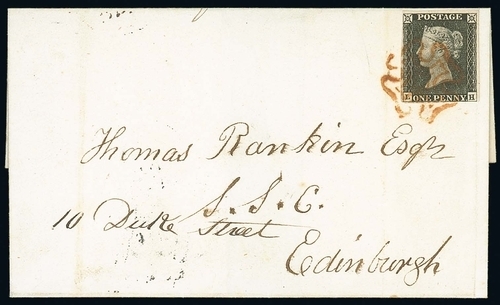 POSTAGE
E ONE PENNY H
Thomas Rankin Esqr
S.S.C.
10 Duke Street
Edinburgh